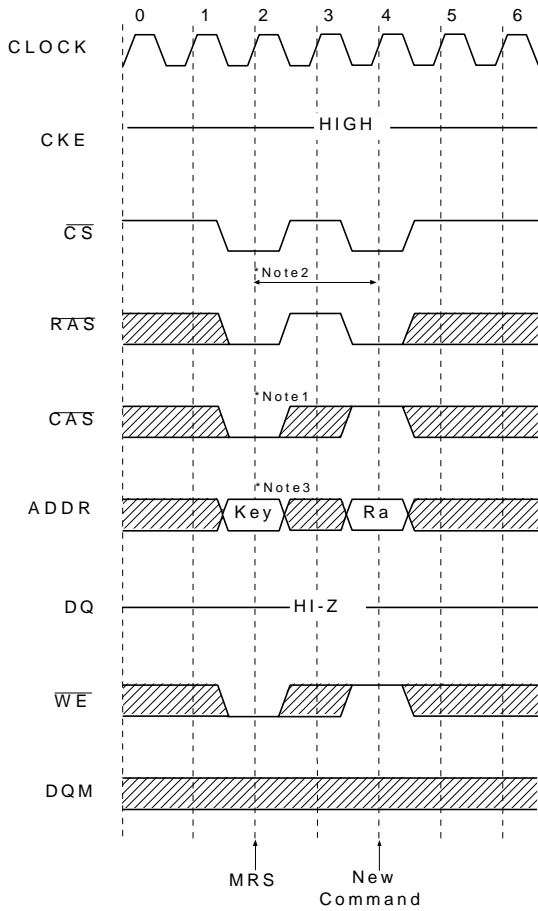 0 1 2 3 4 5 6
CLOCK
HIGH
CKE
CS
*Note2
RAS
*Note1
CAS
*Note3
ADDR
Key
Ra
DQ
HI-Z
WE
DQM
MRS
New
Command